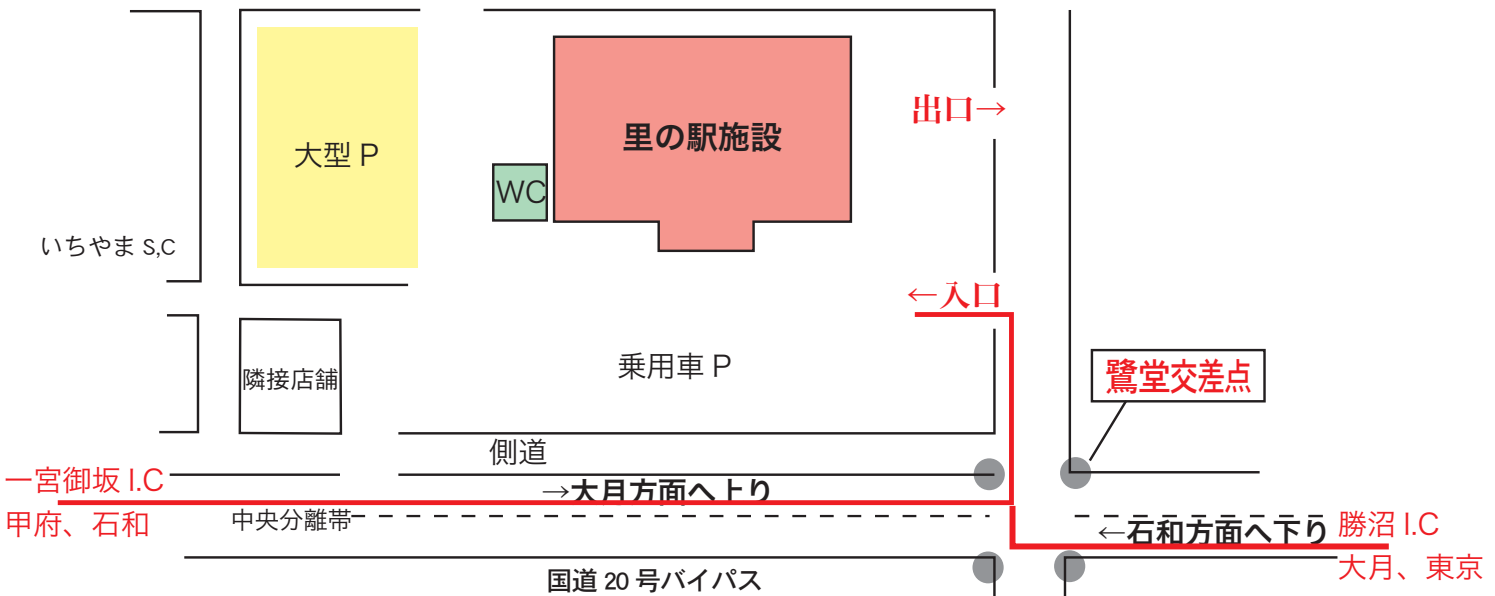 出口→
大型 P
里の駅施設
WC
いちやま S,C
←入口
隣接店舗
乗用車 P
鷺堂交差点
側道
一宮御坂 I.C
→大月方面へ上り
甲府、石和
中央分離帯
←石和方面へ下り
勝沼 I.C
大月、東京
国道 20 号バイパス